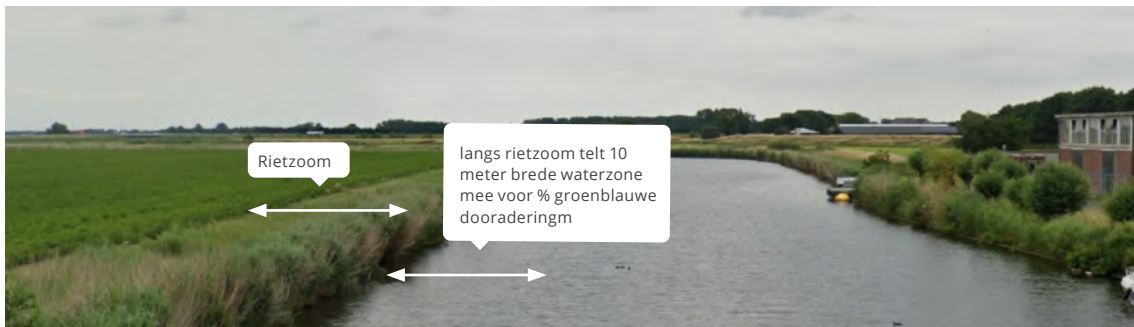 Rietzoom
langs rietzoom telt 10
meter brede waterzone
mee voor % groenblauwe
dooraderingm